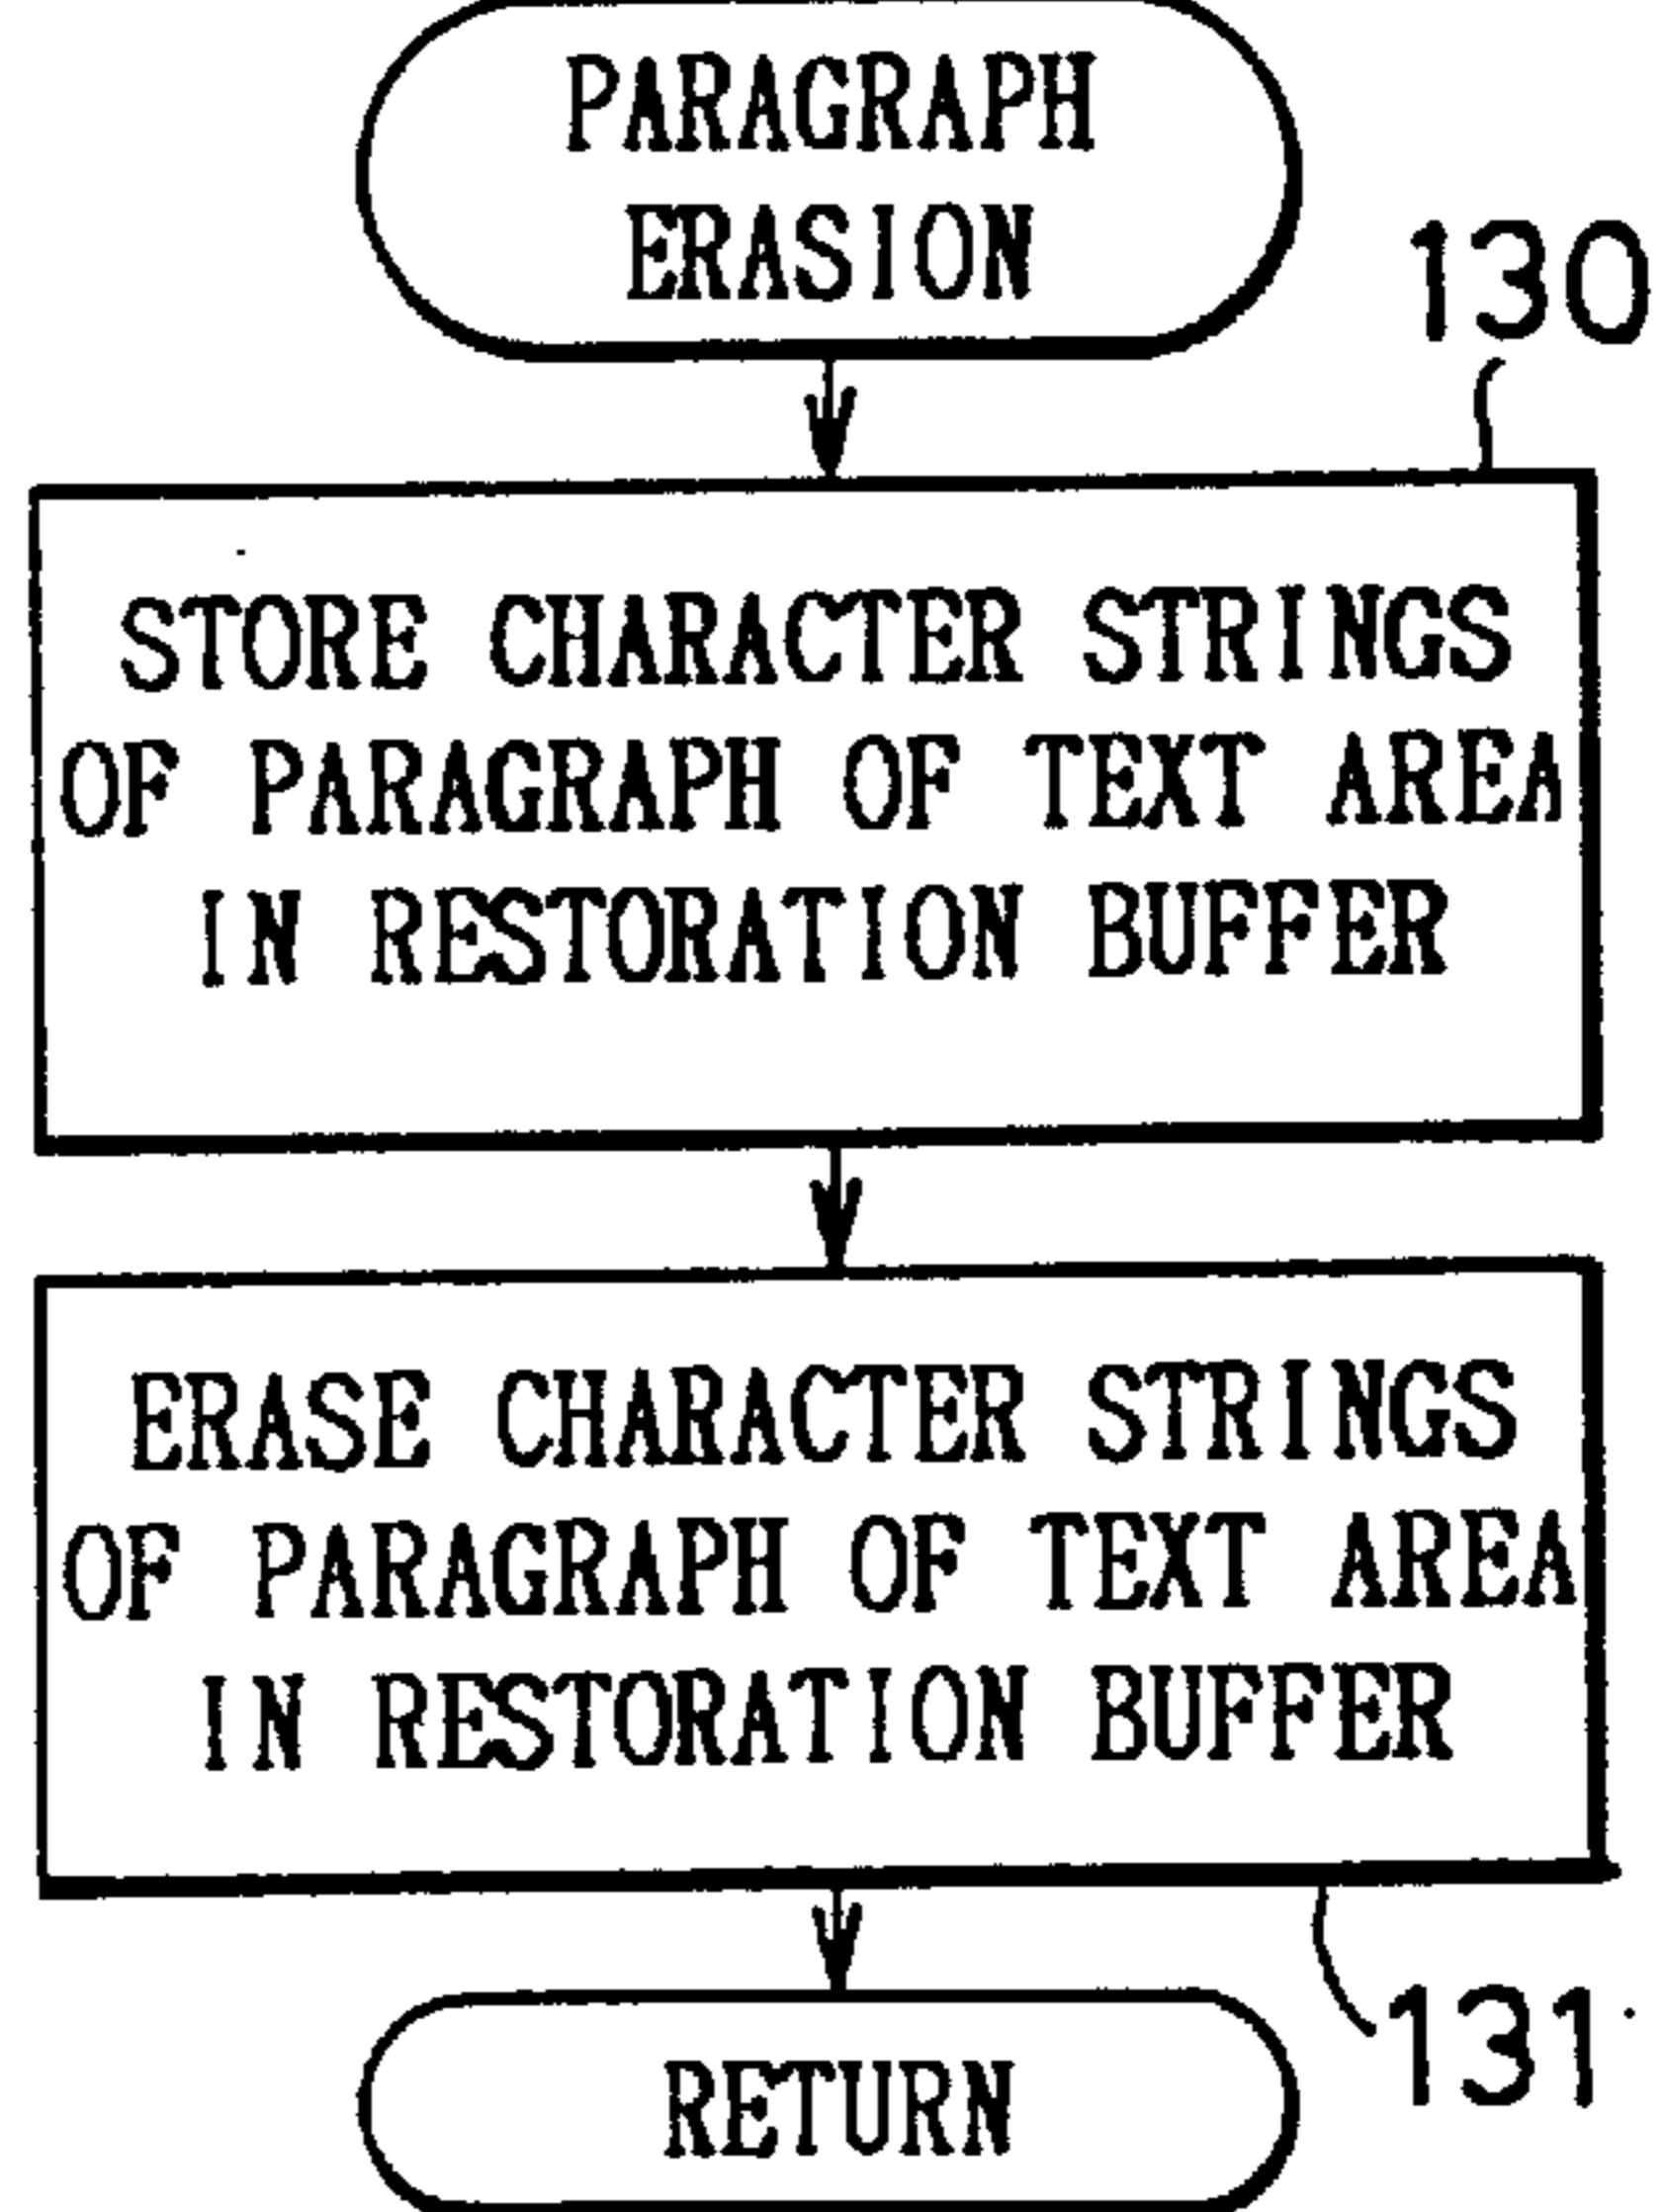 PARAGRAPH
ERASION
130
STORE CHARACTER STRINGS
OF PARAGRAPH OF TEXT AREA
IN RESTORATION BUFFER
ERASE CHARACTER STRINGS
OF PARAGRAPH OF TEXT AREA
IN RESTORATION BUFFER
131
RETURN